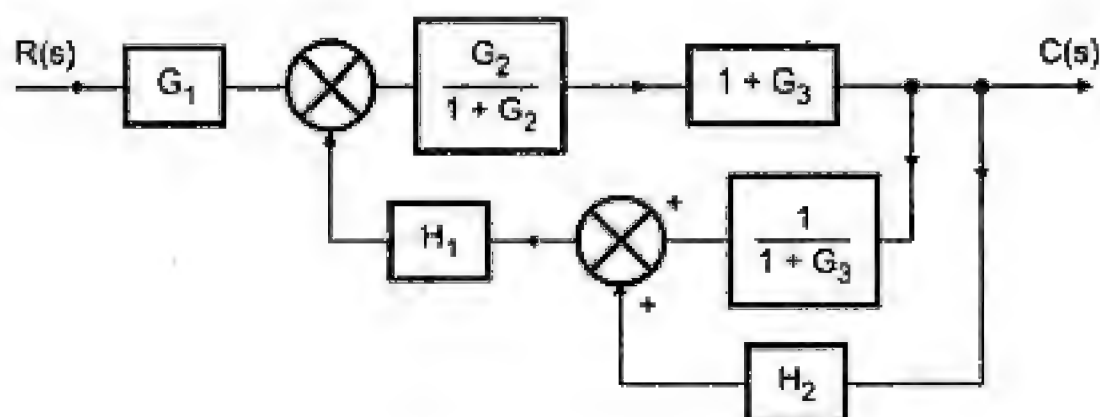 R(s)
G₁
G₂
1 + G₂
1 + G₃
C(s)
H₁
+
1
1 + G₃
+
H₂